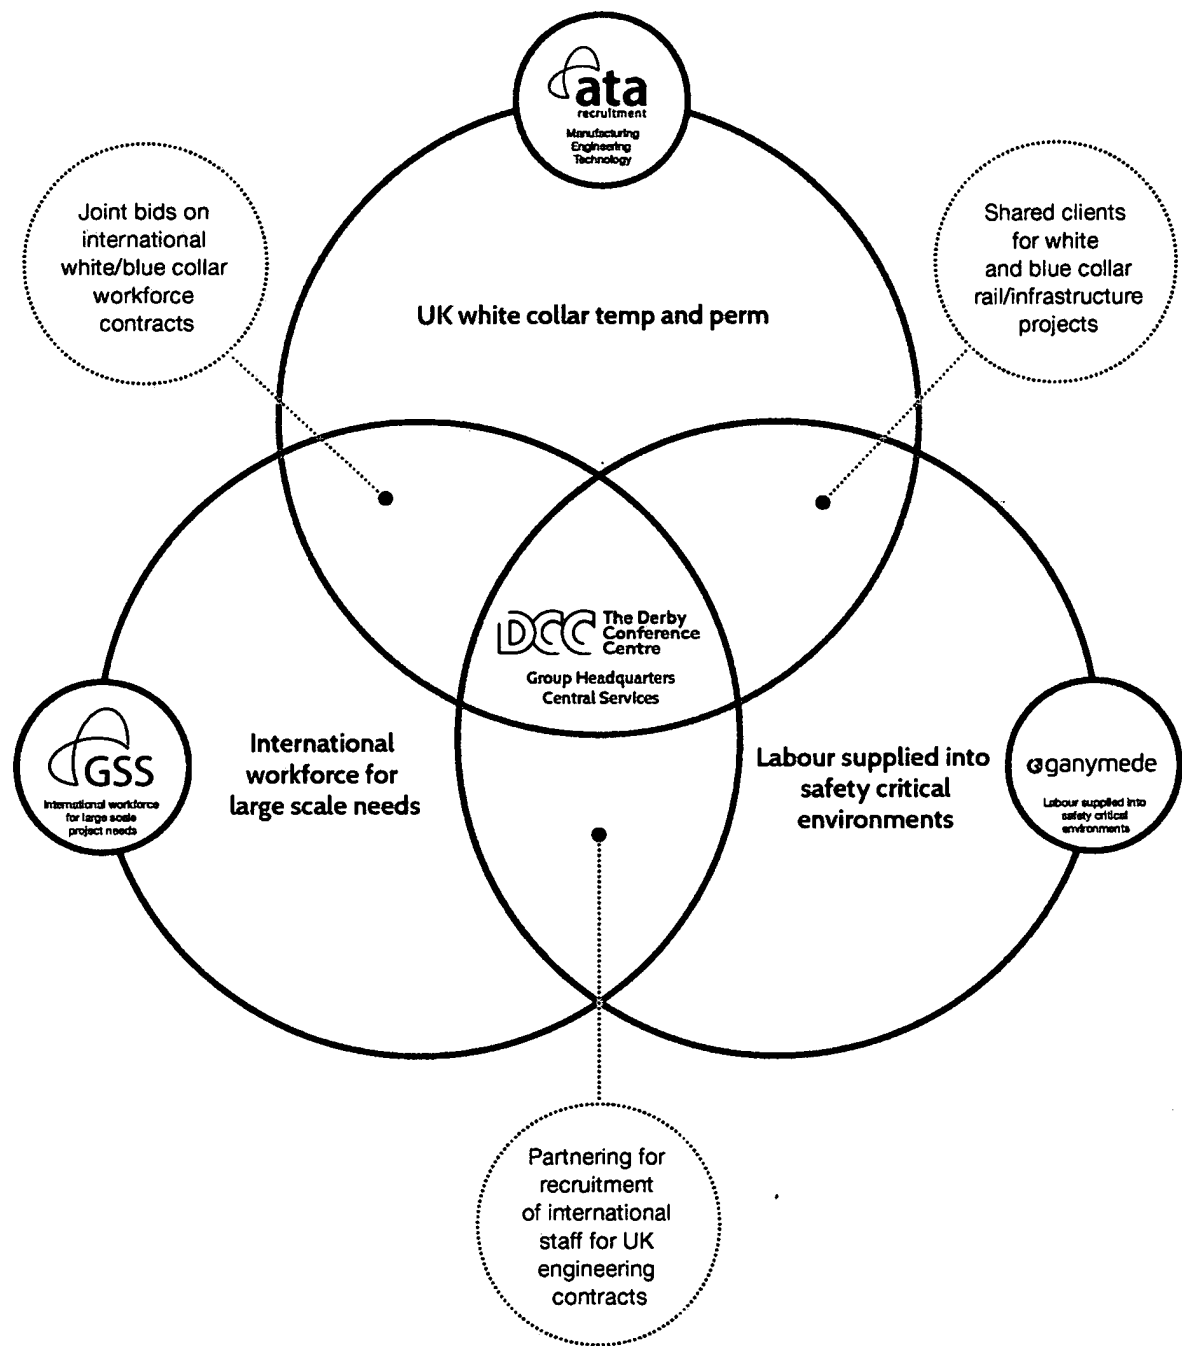 ata
recruitment
Manufacturing
Engineering
Technology
Joint bids on
international
white/blue collar
workforce
contracts
Shared clients
for white
and blue collar
rail/infrastructure
projects
UK white collar temp and perm
DCC The Derby
Conference
Centre
Group Headquarters
Central Services
GSS
International workforce
for large scale
project needs
International
workforce for
large scale needs
Labour supplied into
safety critical
environments
ganymede
Labour supplied into
safety critical
environments
Partnering for
recruitment
of international
staff for UK
engineering
contracts